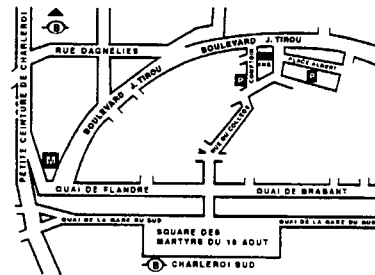 B
RUE DAGNELIES
BOULEVARD J. TIROU
PLACE ALBERT
COMPTOIR
P
P
PETITE CEINTURE DE CHARLEROI
BOULEVARD J. TIROU
RUE DU COLLEGE
M
QUAI DE FLANDRE
QUAI DE BRABANT
QUAI DE LA GARE DU SUD
QUAI DE LA GARE DU SUD
SQUARE DES
MARTYRS DU 18 AOUT
B CHARLEROI SUD